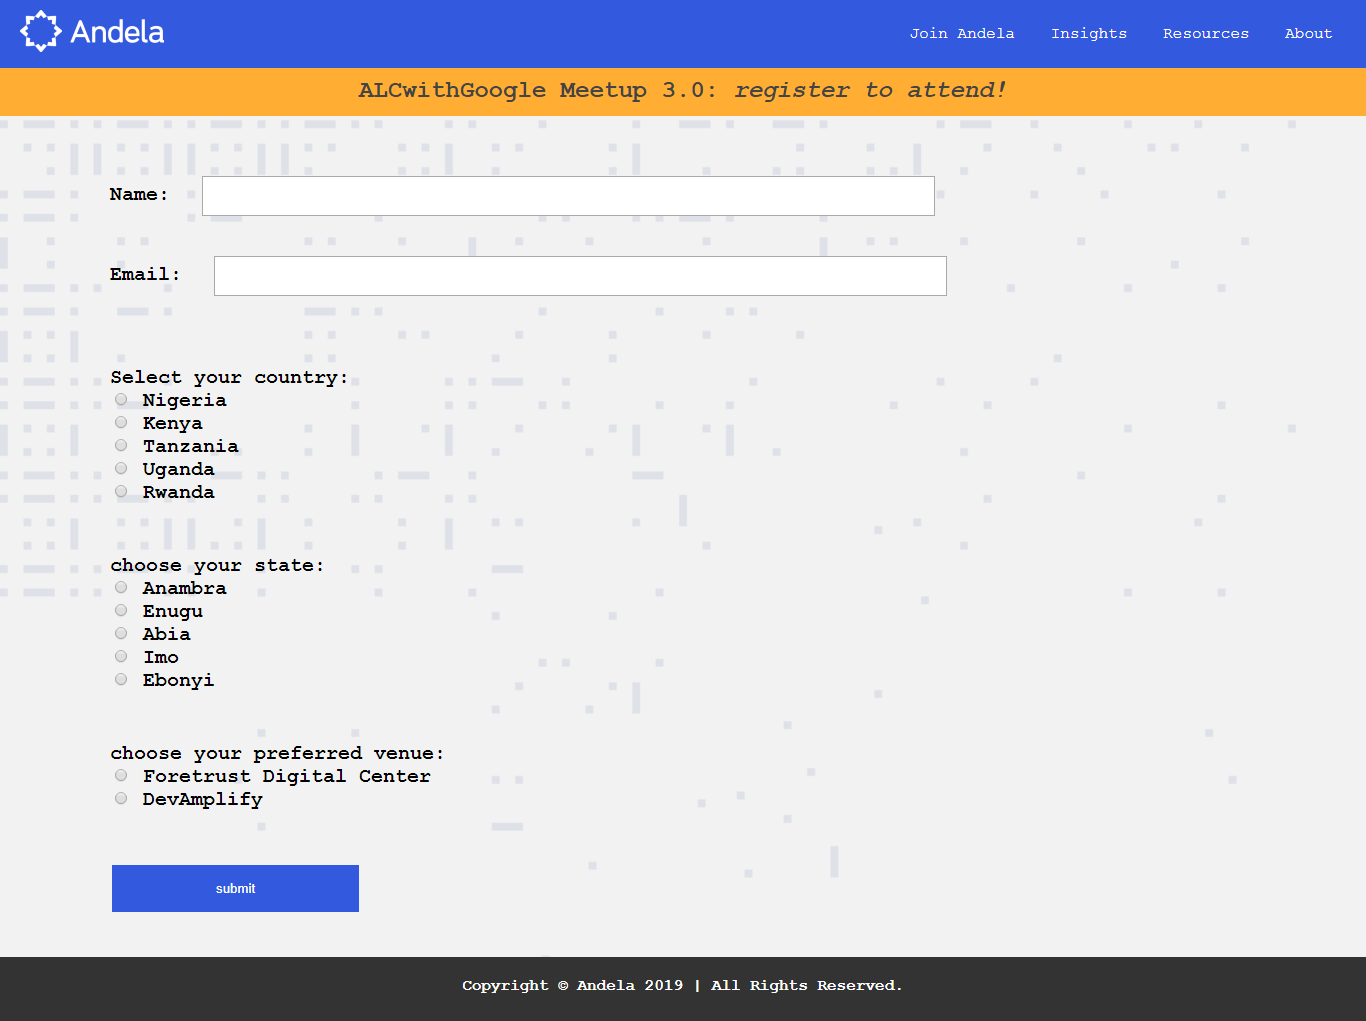 Andela
Join Andela Insights Resources About
ALCwithGoogle Meetup 3.0: register to attend!
Name:
Email:
Select your country:
Nigeria
Kenya
Tanzania
Uganda
Rwanda
choose your state:
Anambra
Enugu
Abia
Imo
Ebonyi
choose your preferred venue:
Foretrust Digital Center
DevAmplify
submit
Copyright © Andela 2019 | All Rights Reserved.